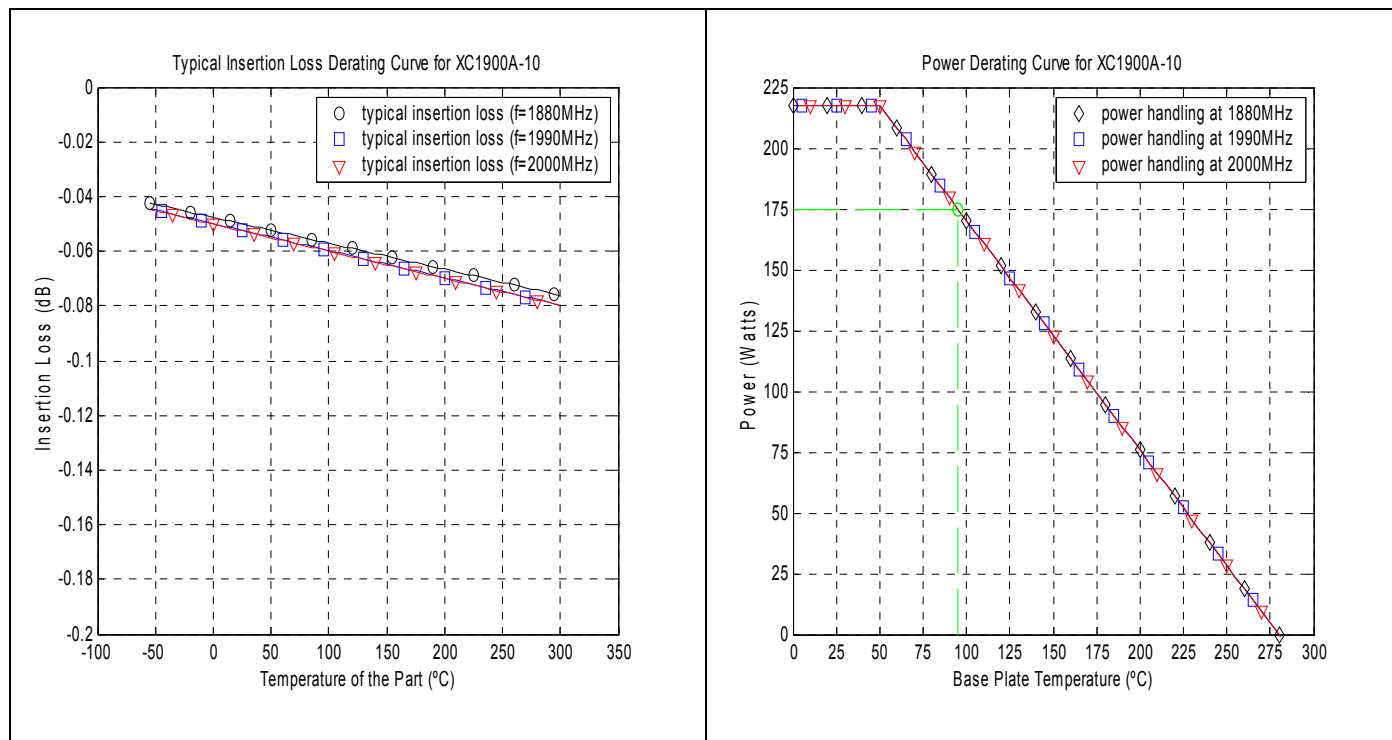 Typical Insertion Loss Derating Curve for XC1900A-10
0
-0.02
-0.04
-0.06
-0.08
-0.1
-0.12
-0.14
-0.16
-0.18
-0.2
Insertion Loss (dB)
typical insertion loss (f=1880MHz)
typical insertion loss (f=1990MHz)
typical insertion loss (f=2000MHz)
-100 -50 0 50 100 150 200 250 300 350
Temperature of the Part (ºC)
Power Derating Curve for XC1900A-10
225
200
175
150
125
100
75
50
25
0
Power (Watts)
power handling at 1880MHz
power handling at 1990MHz
power handling at 2000MHz
0 25 50 75 100 125 150 175 200 225 250 275 300
Base Plate Temperature (ºC)